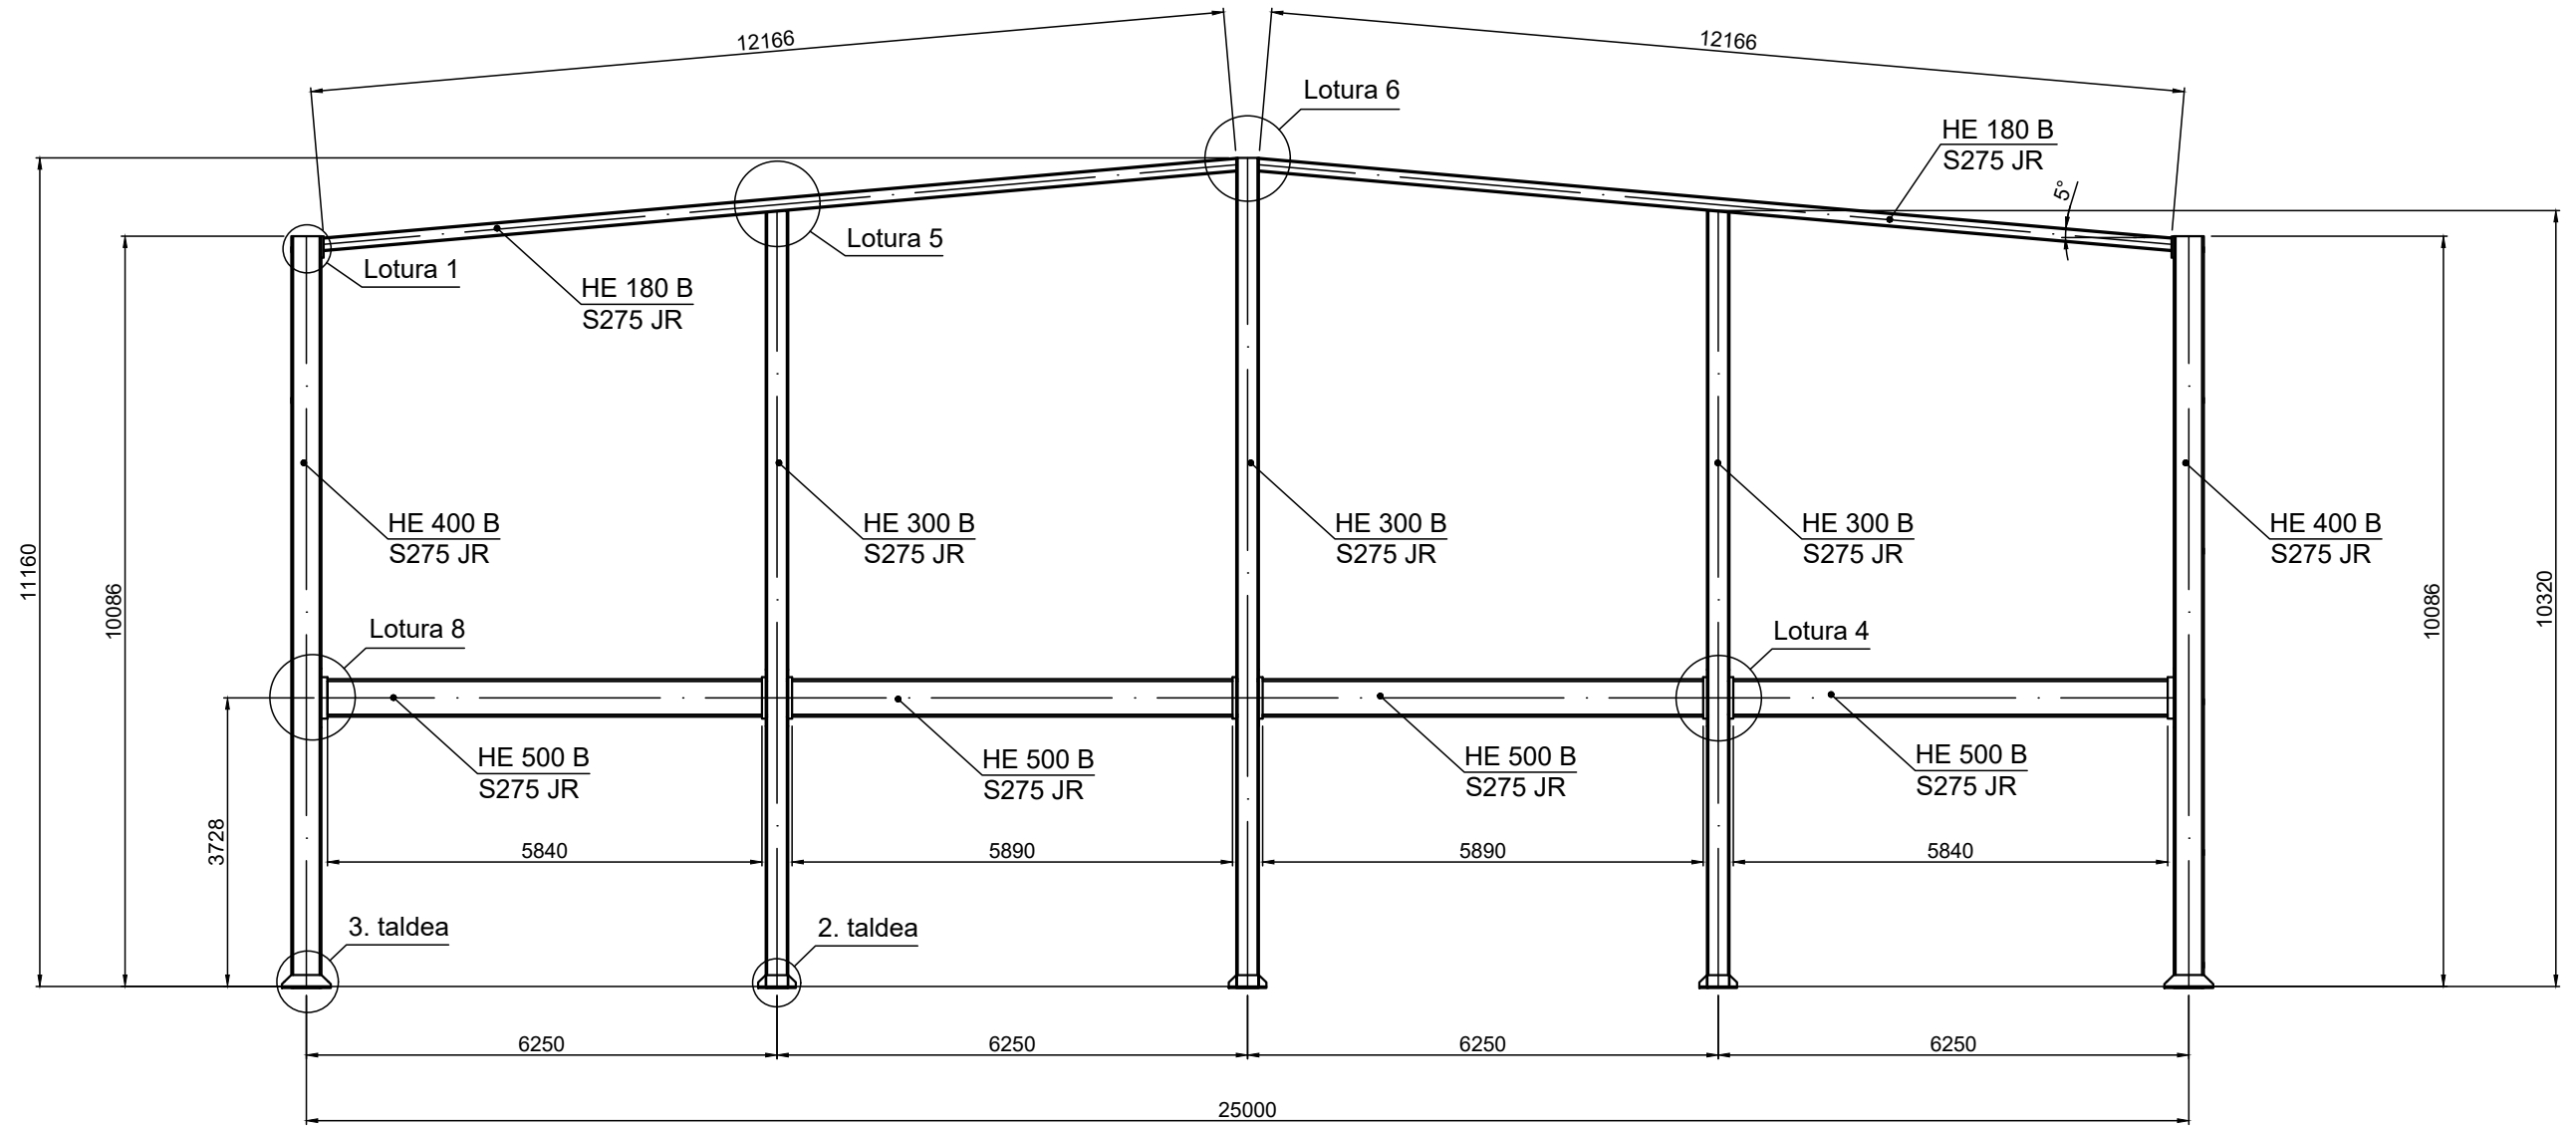 12166
12166
Lotura 6
HE 180 B
S275 JR
5°
Lotura 5
Lotura 1
HE 180 B
S275 JR
HE 400 B
S275 JR
HE 300 B
S275 JR
HE 300 B
S275 JR
HE 300 B
S275 JR
HE 400 B
S275 JR
11160
10086
10086
10320
Lotura 8
Lotura 4
HE 500 B
S275 JR
HE 500 B
S275 JR
HE 500 B
S275 JR
HE 500 B
S275 JR
3728
5840
5890
5890
5840
3. taldea
2. taldea
6250
6250
6250
6250
25000